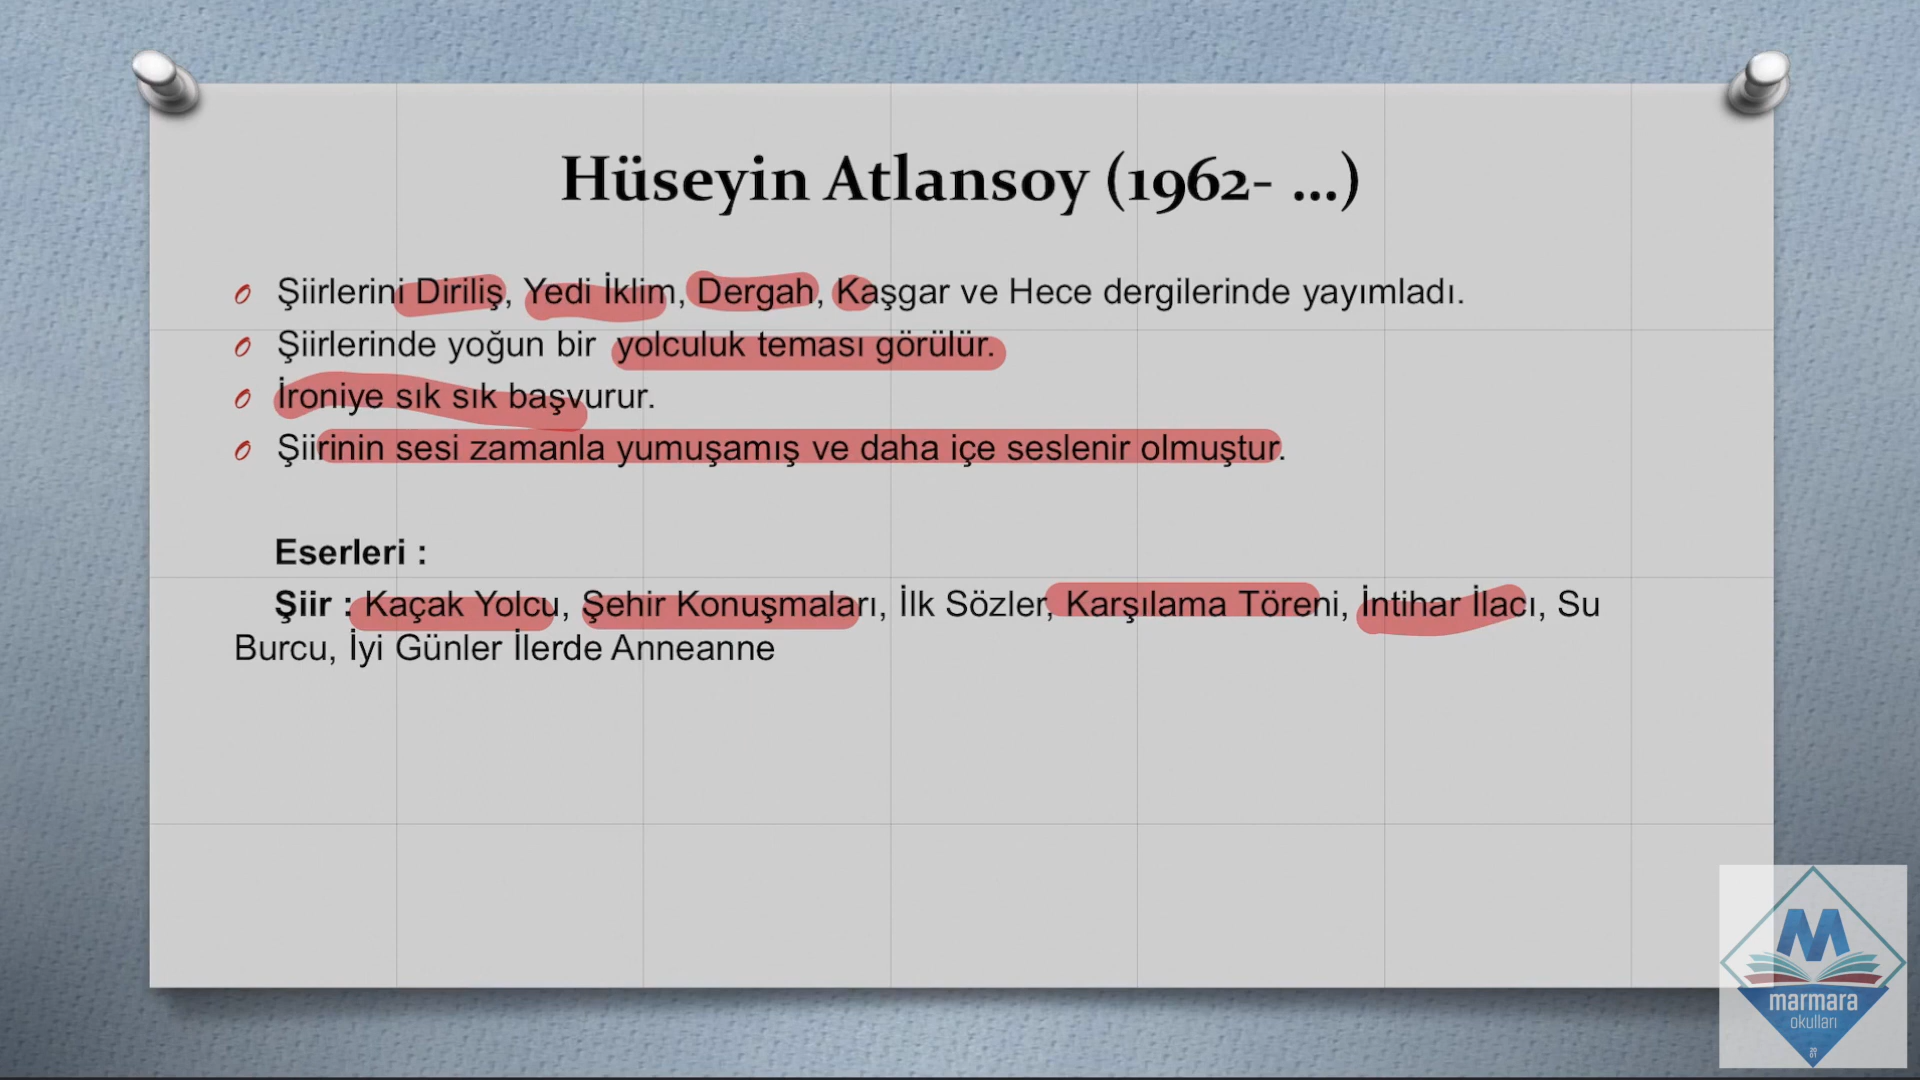 Hüseyin Atlansoy (1962- ...)
Şiirlerini Diriliş, Yedi İklim, Dergah, Kaşgar ve Hece dergilerinde yayımladı.
Şiirlerinde yoğun bir yolculuk teması görülür.
İroniye sık sık başvurur.
Şiirinin sesi zamanla yumuşamış ve daha içe seslenir olmuştur.
Eserleri :
Şiir : Kaçak Yolcu, Şehir Konuşmaları, İlk Sözler, Karşılama Töreni, İntihar İlacı, Su
Burcu, İyi Günler İlerde Anneanne
M
marmara
okulları
20
01